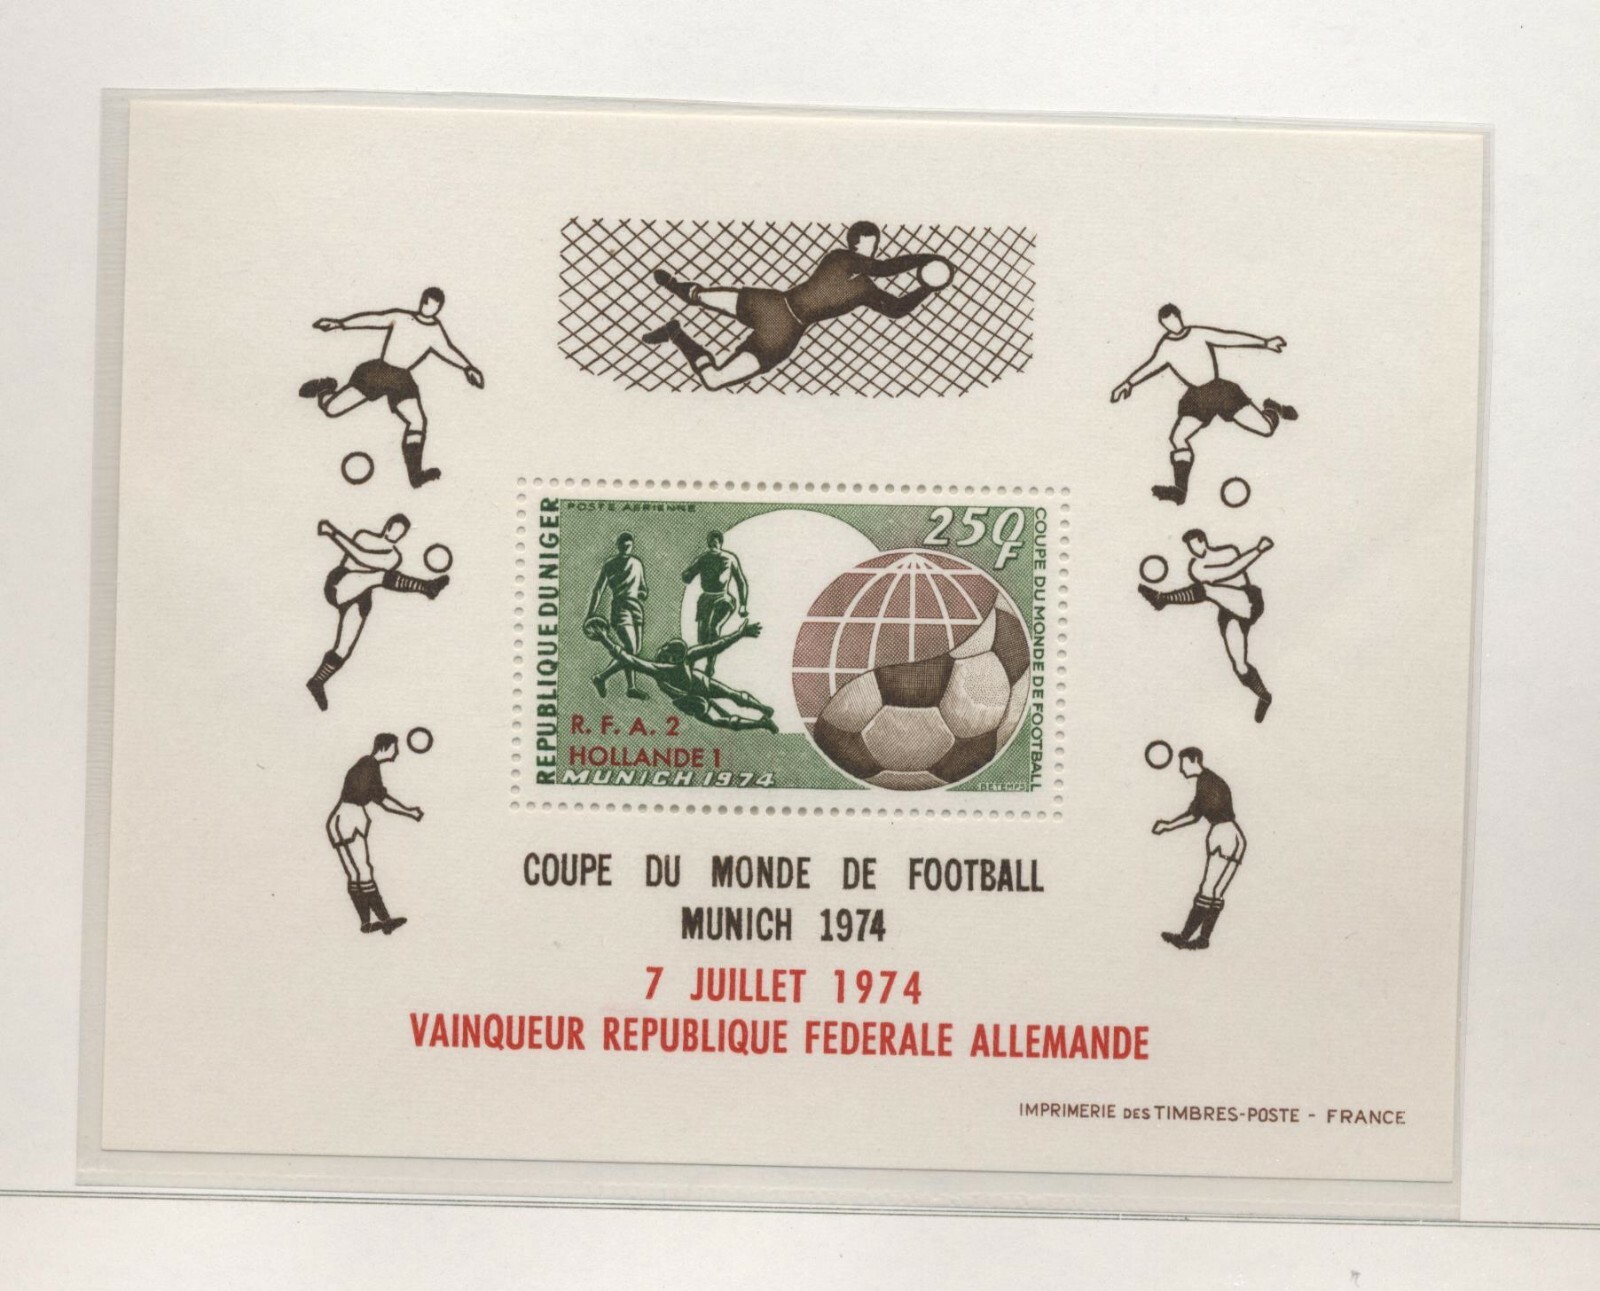 REPUBLIQUE DU NIGER
POSTE AERIENNE
250F
COUPE DU MONDE DE FOOTBALL
R. F. A. 2
HOLLANDE 1
MUNICH 1974
BETEMPS
COUPE DU MONDE DE FOOTBALL
MUNICH 1974
7 JUILLET 1974
VAINQUEUR REPUBLIQUE FEDERALE ALLEMANDE
IMPRIMERIE DES TIMBRES-POSTE - FRANCE